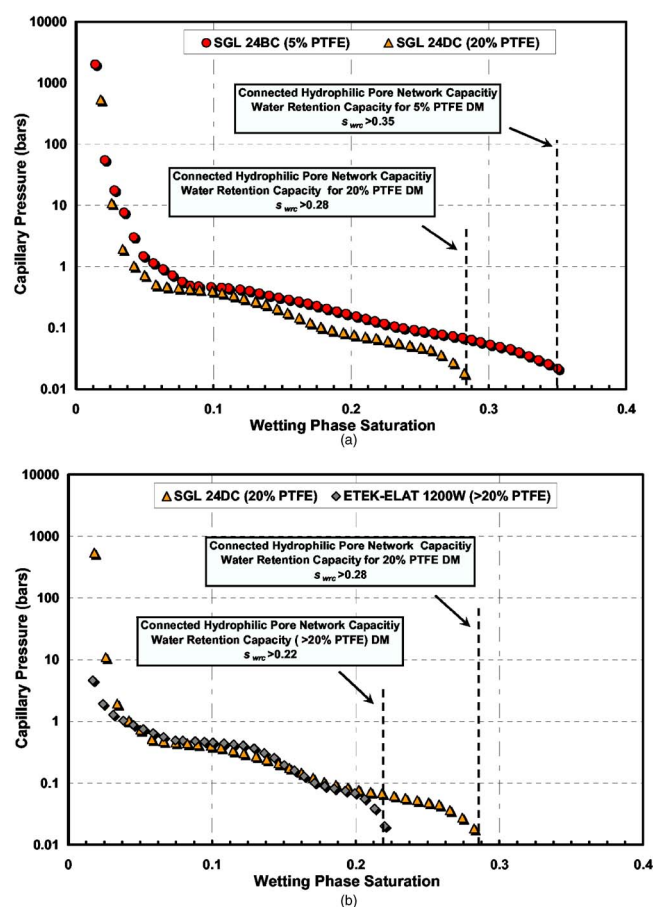 (a)
10000
SGL 24BC (5% PTFE) SGL 24DC (20% PTFE)
1000
Connected Hydrophilic Pore Network Capacitiy
Water Retention Capacity for 5% PTFE DM
s wrc >0.35
100
Connected Hydrophilic Pore Network Capacitiy
Water Retention Capacity for 20% PTFE DM
s wrc >0.28
10
1
0.1
0.01
Capillary Pressure (bars)
0 0.1 0.2 0.3 0.4
Wetting Phase Saturation
(a)
10000
SGL 24DC (20% PTFE) ETEK-ELAT 1200W (>20% PTFE)
1000
Connected Hydrophilic Pore Network Capacitiy
Water Retention Capacity for 20% PTFE DM
s wrc >0.28
100
Connected Hydrophilic Pore Network Capacitiy
Water Retention Capacity ( >20% PTFE) DM
s wrc >0.22
10
1
0.1
0.01
Capillary Pressure (bars)
0 0.1 0.2 0.3 0.4
Wetting Phase Saturation
(b)